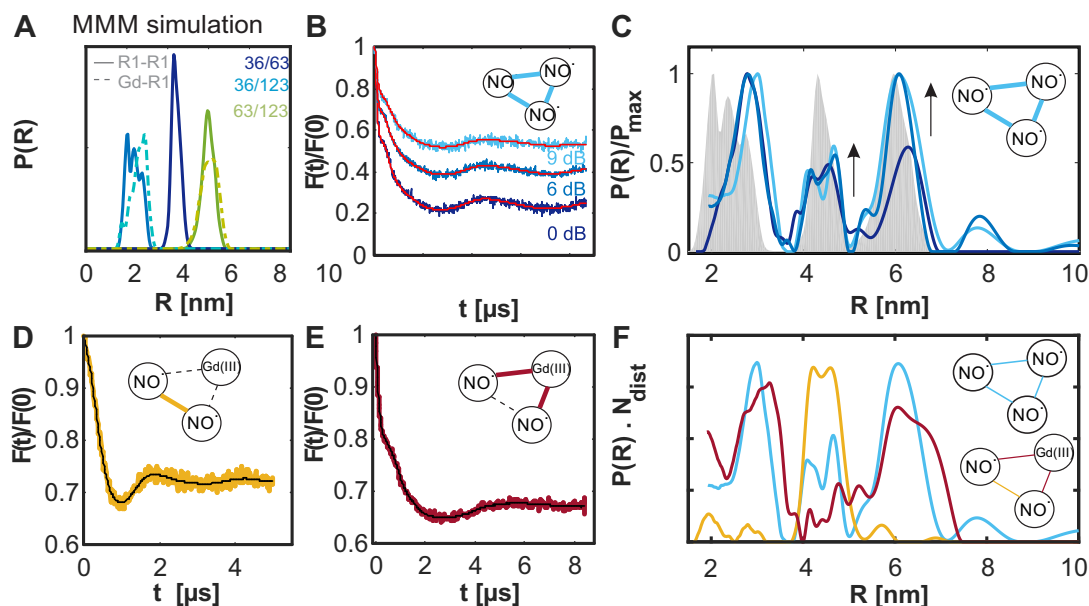 A MMM simulation
R1-R1
Gd-R1
36/63
36/123
63/123
P(R)
0 2 4 6 8 10
R [nm]
B
F(t)/F(0)
1
0.8
0.6
0.4
0.2
NO NO·
NO·
9 dB
6 dB
0 dB
t [µs]
C
P(R)/Pmax
1
0.5
0
NO· NO·
NO·
2 4 6 8 10
R [nm]
D
F(t)/F(0)
1
0.9
0.8
0.7
0.6
NO· Gd(III)
NO·
0 2 4
t [µs]
E
F(t)/F(0)
1
0.9
0.8
0.7
0.6
NO· Gd(III)
NO·
0 2 4 6 8
t [µs]
F
P(R) . Ndist
NO· NO·
NO·
NO· Gd(III)
NO·
2 4 6 8 10
R [nm]